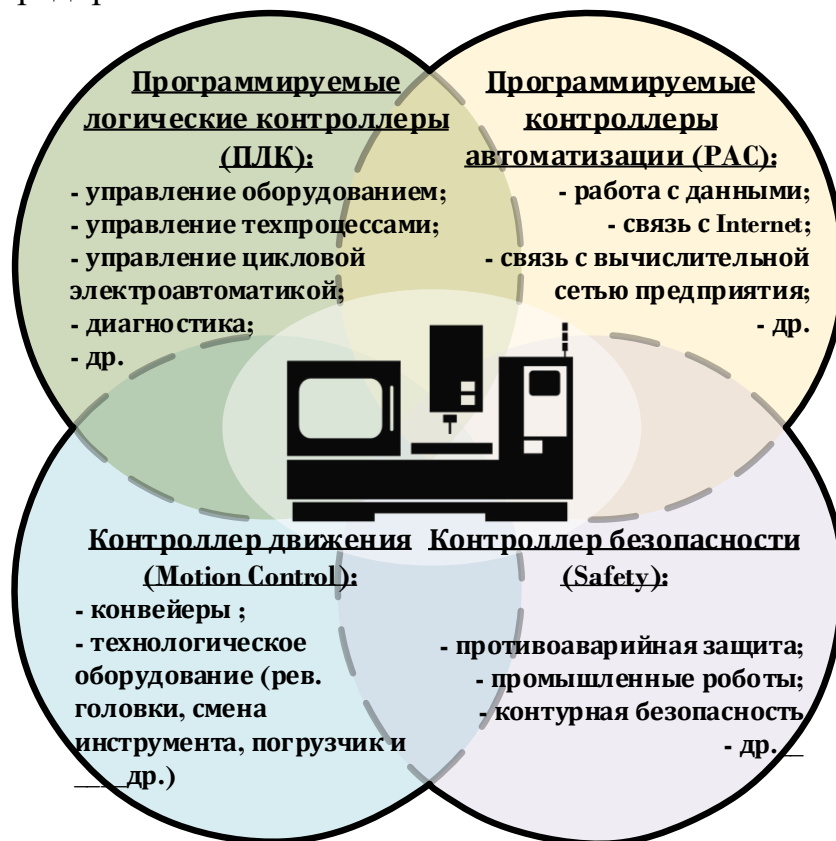 Программируемые
логические контроллеры
(ПЛК):
- управление оборудованием;
- управление техпроцессами;
- управление цикловой
электроавтоматикой;
- диагностика;
- др.
Программируемые
контроллеры
автоматизации (PAC):
- работа с данными;
- связь с Internet;
- связь с вычислительной
сетью предприятия;
- др.
Контроллер движения
(Motion Control):
- конвейеры ;
- технологическое
оборудование (рев.
головки, смена
инструмента, погрузчик и
____др.)
Контроллер безопасности
(Safety):
- противоаварийная защита;
- промышленные роботы;
- контурная безопасность
- др.__